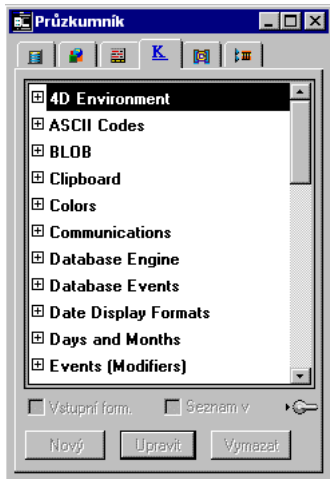 Průzkumník
K
4D Environment
ASCII Codes
BLOB
Clipboard
Colors
Communications
Database Engine
Database Events
Date Display Formats
Days and Months
Events (Modifiers)
Vstupní form. Seznam v
Nový Upravit Vymazat